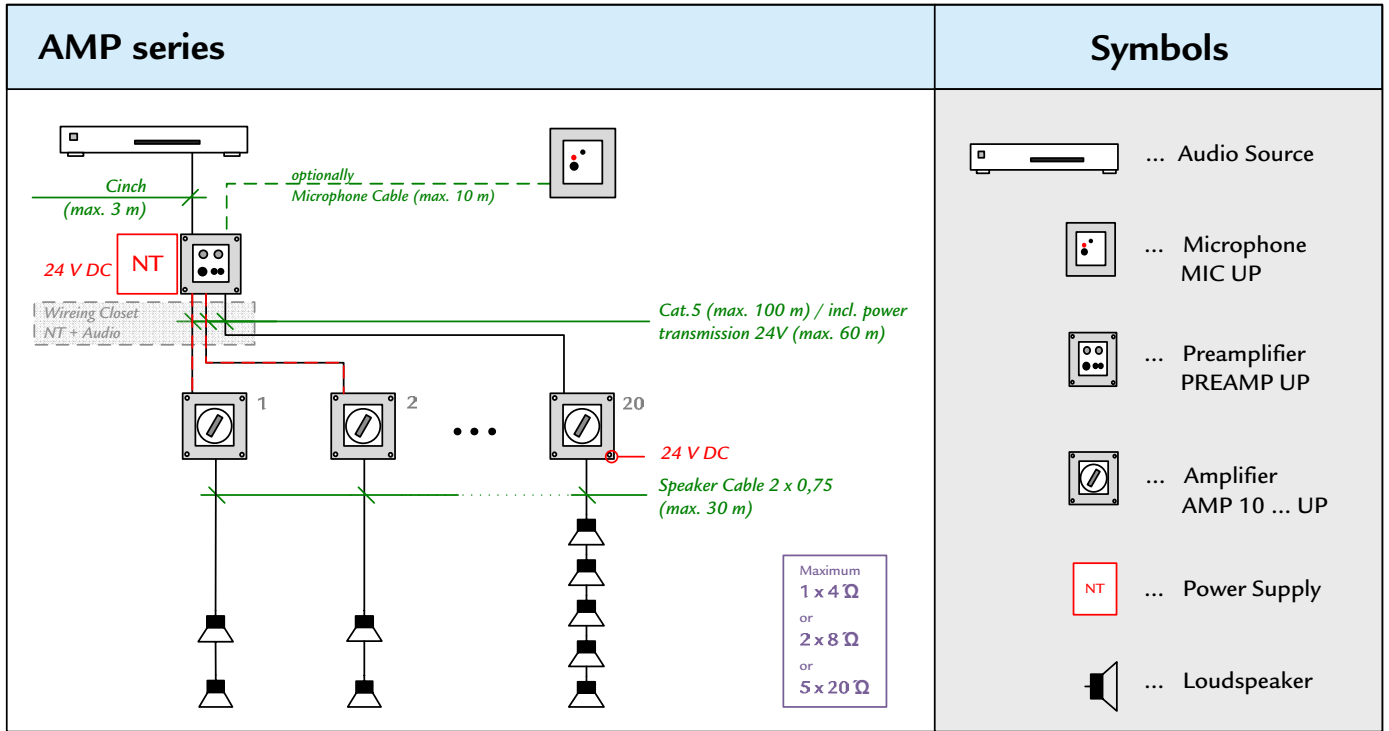 AMP series
Symbols
Cinch
(max. 3 m)
optionally
Microphone Cable (max. 10 m)
24 V DC
NT
Wireing Closet
NT + Audio
Cat.5 (max. 100 m) / incl. power
transmission 24V (max. 60 m)
1
2
...
20
24 V DC
Speaker Cable 2 x 0,75
(max. 30 m)
Maximum
1 x 4 Ω
or
2 x 8 Ω
or
5 x 20 Ω
... Audio Source
... Microphone
MIC UP
... Preamplifier
PREAMP UP
... Amplifier
AMP 10 ... UP
NT
... Power Supply
... Loudspeaker